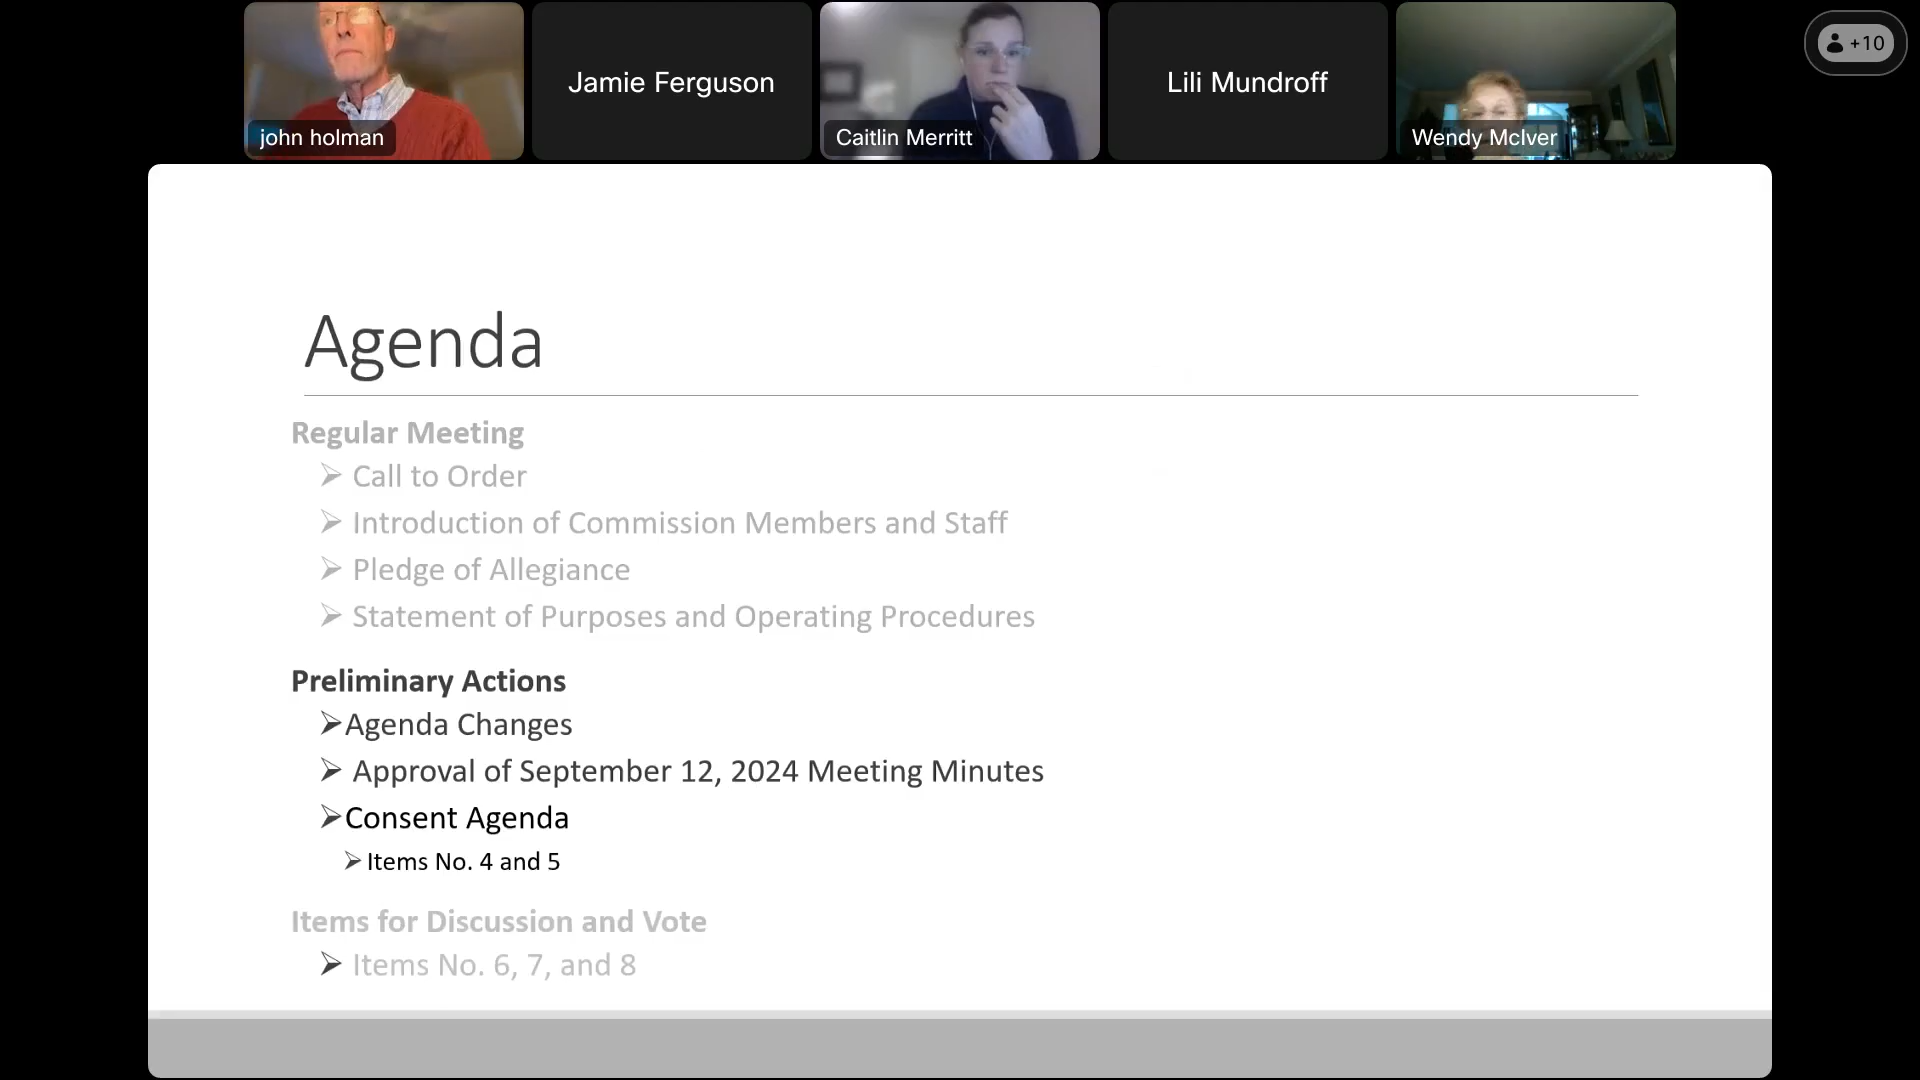 john holman
Jamie Ferguson
Caitlin Merritt
Lili Mundroff
Wendy McIver
+10
Agenda
Regular Meeting
Call to Order
Introduction of Commission Members and Staff
Pledge of Allegiance
Statement of Purposes and Operating Procedures
Preliminary Actions
Agenda Changes
Approval of September 12, 2024 Meeting Minutes
Consent Agenda
Items No. 4 and 5
Items for Discussion and Vote
Items No. 6, 7, and 8